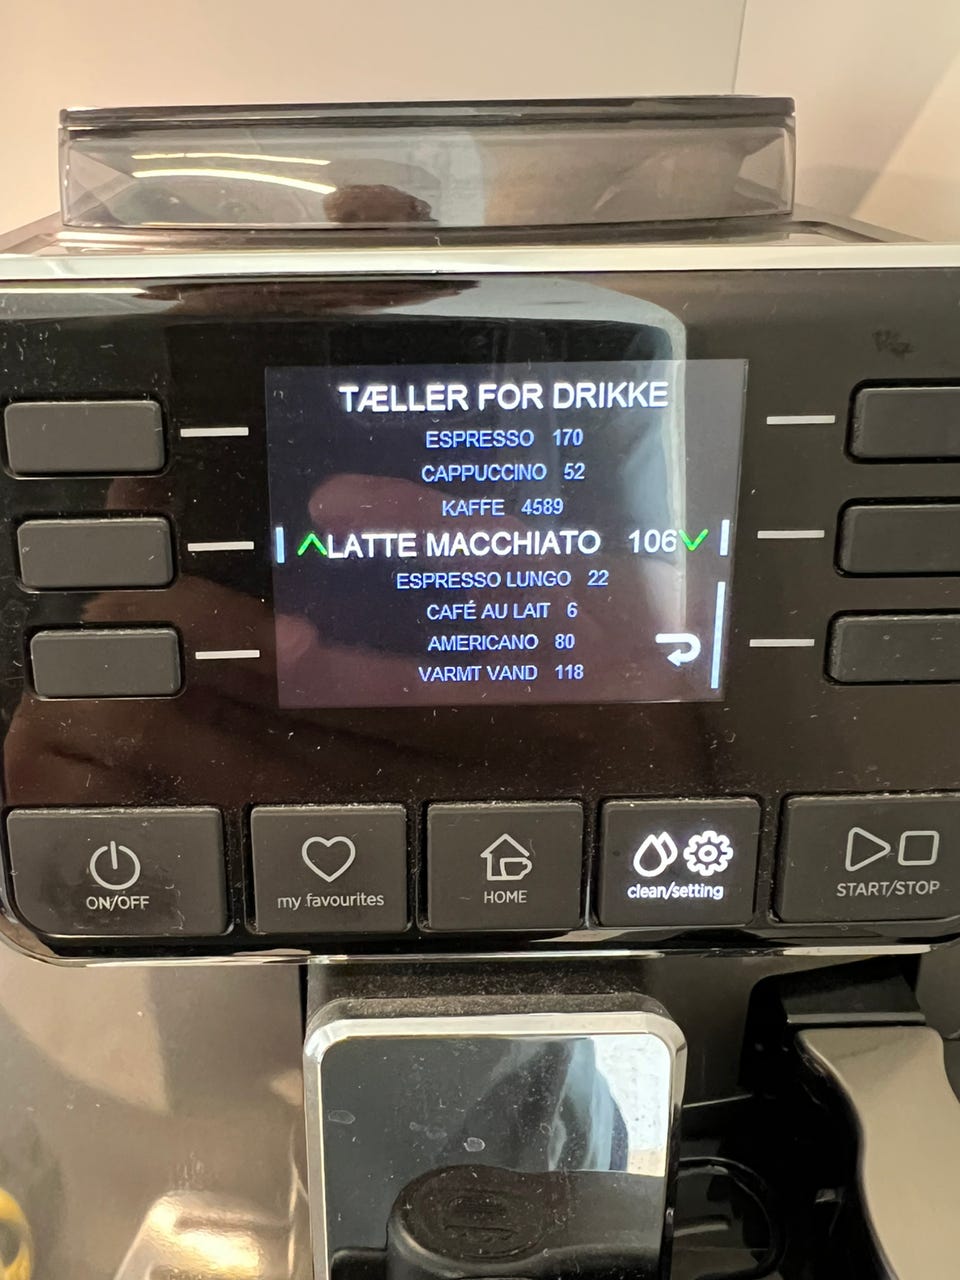 TÆLLER FOR DRIKKE
ESPRESSO 170
CAPPUCCINO 52
KAFFE 4589
LATTE MACCHIATO 106
ESPRESSO LUNGO 22
CAFÉ AU LAIT 6
AMERICANO 80
VARMT VAND 118
ON/OFF
my favourites
HOME
clean/setting
START/STOP